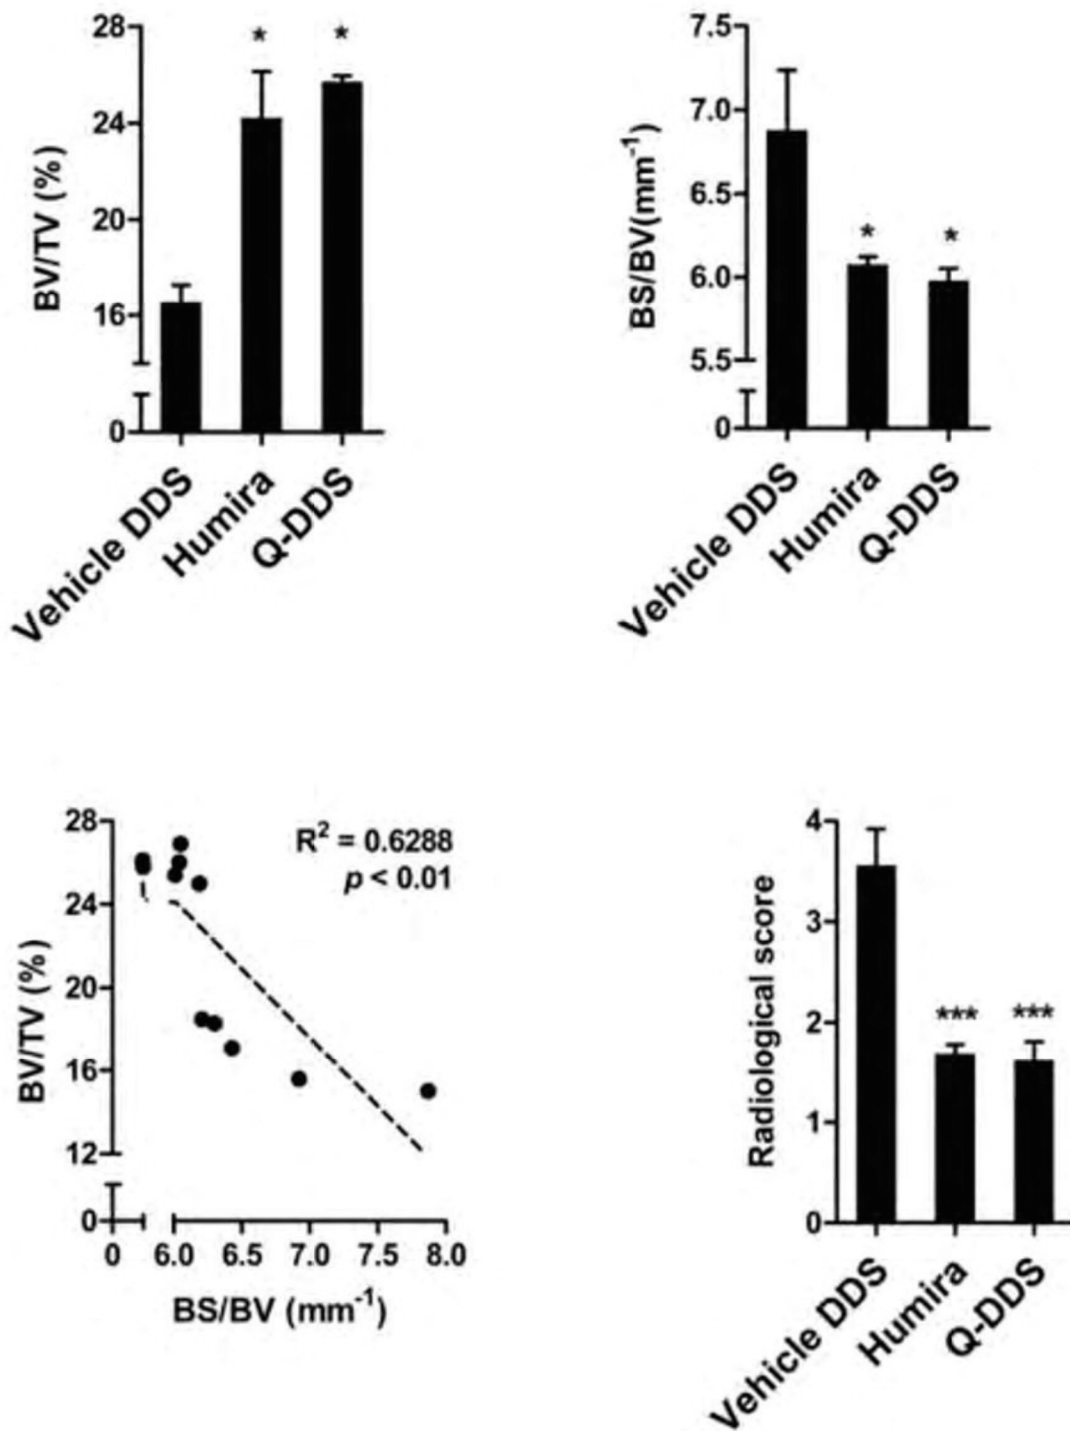 28
24
20
16
0
BV/TV (%)
*
*
Vehicle DDS
Humira
Q-DDS
7.5
7.0
6.5
6.0
5.5
0
BS/BV(mm⁻¹)
*
*
Vehicle DDS
Humira
Q-DDS
28
24
20
16
12
0
BV/TV (%)
R² = 0.6288
p < 0.01
0 6.0 6.5 7.0 7.5 8.0
BS/BV (mm⁻¹)
4
3
2
1
0
Radiological score
***
***
Vehicle DDS
Humira
Q-DDS